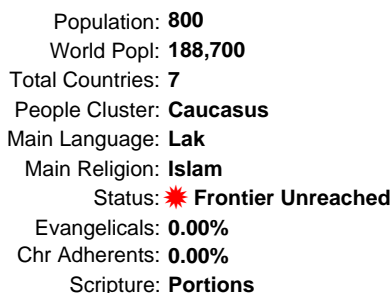 Population: 800
World Popl: 188,700
Total Countries: 7
People Cluster: Caucasus
Main Language: Lak
Main Religion: Islam
Status: Frontier Unreached
Evangelicals: 0.00%
Chr Adherents: 0.00%
Scripture: Portions